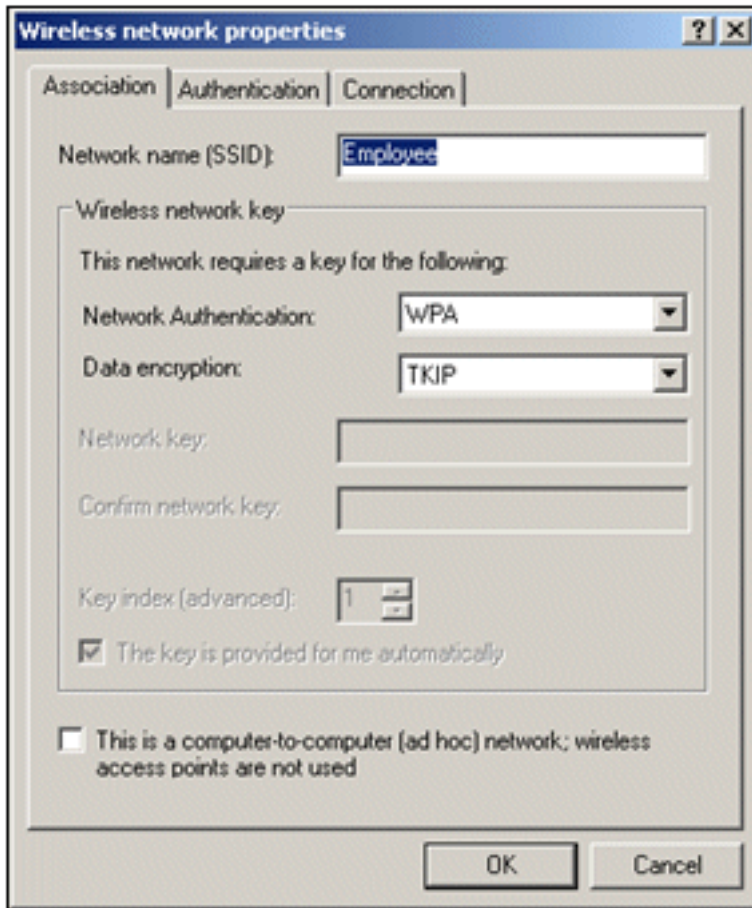 Wireless network properties
Association Authentication Connection
Network name (SSID): Employee
Wireless network key
This network requires a key for the following:
Network Authentication: WPA
Data encryption: TKIP
Network key:
Confirm network key:
Key index (advanced): 1
The key is provided for me automatically
This is a computer-to-computer (ad hoc) network; wireless
access points are not used
OK Cancel